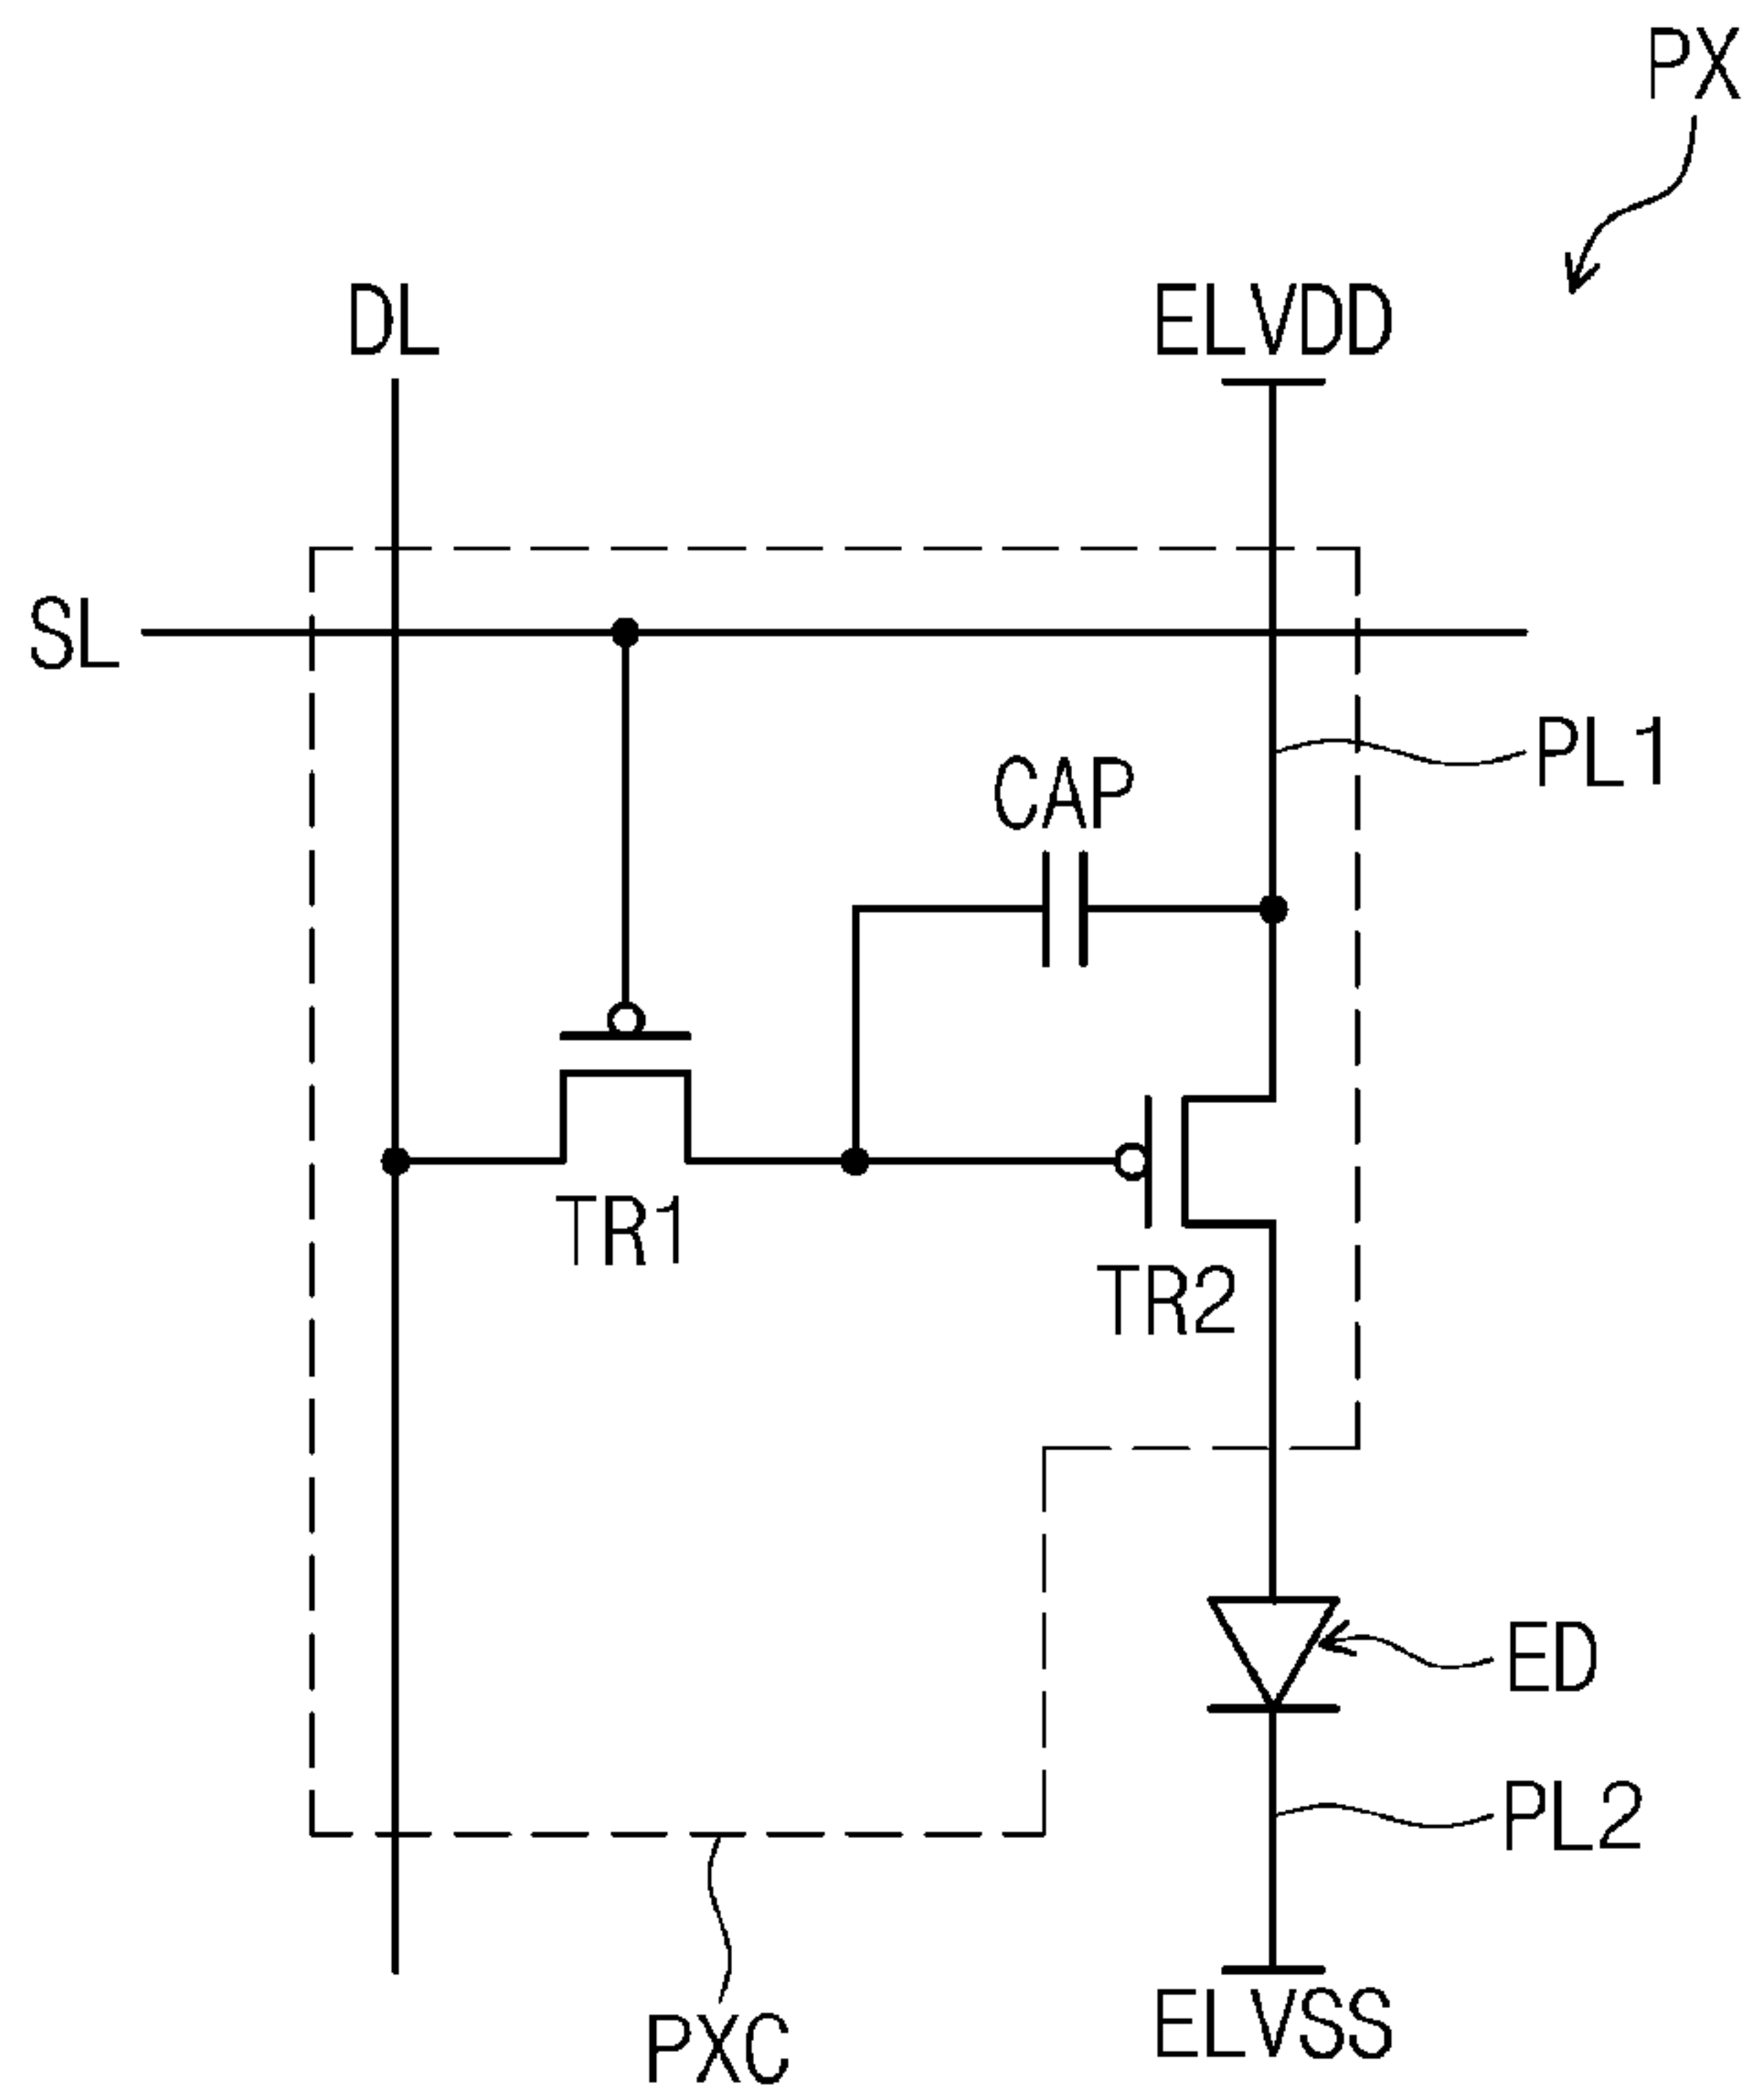 PX
DL
ELVDD
SL
PL1
CAP
TR1
TR2
ED
PL2
PXC
ELVSS